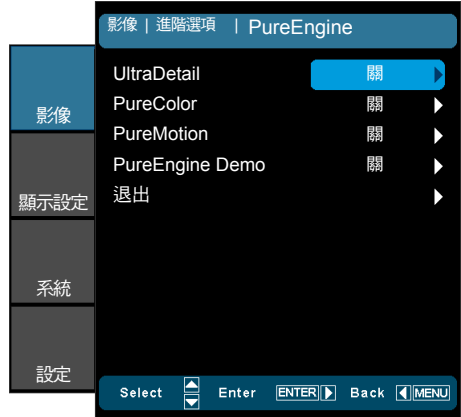 影像 | 進階選項 | PureEngine
影像
顯示設定
系統
設定
UltraDetail 關
PureColor 關
PureMotion 關
PureEngine Demo 關
退出
Select Enter ENTER Back MENU